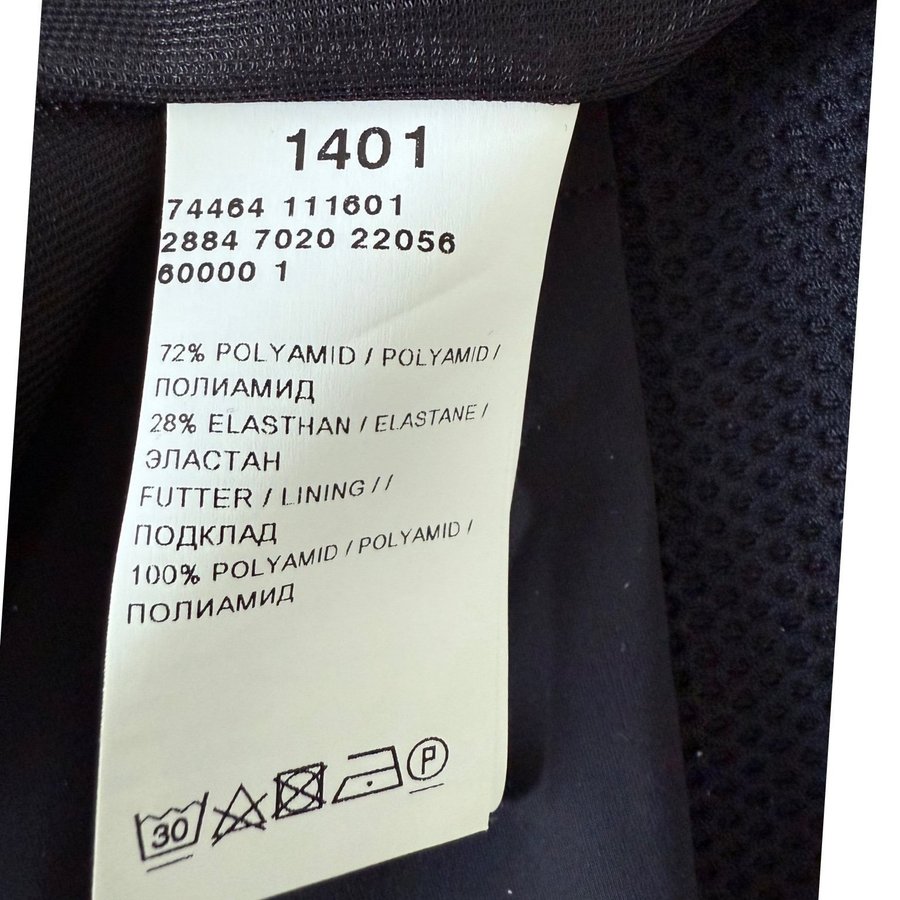 1401
74464 111601
2884 7020 22056
60000 1
72% POLYAMID / POLYAMID /
ПОЛИАМИД
28% ELASTHAN / ELASTANE /
ЭЛАСТАН
FUTTER / LINING / /
ПОДКЛАД
100% POLYAMID / POLYAMID /
ПОЛИАМИД
30 P